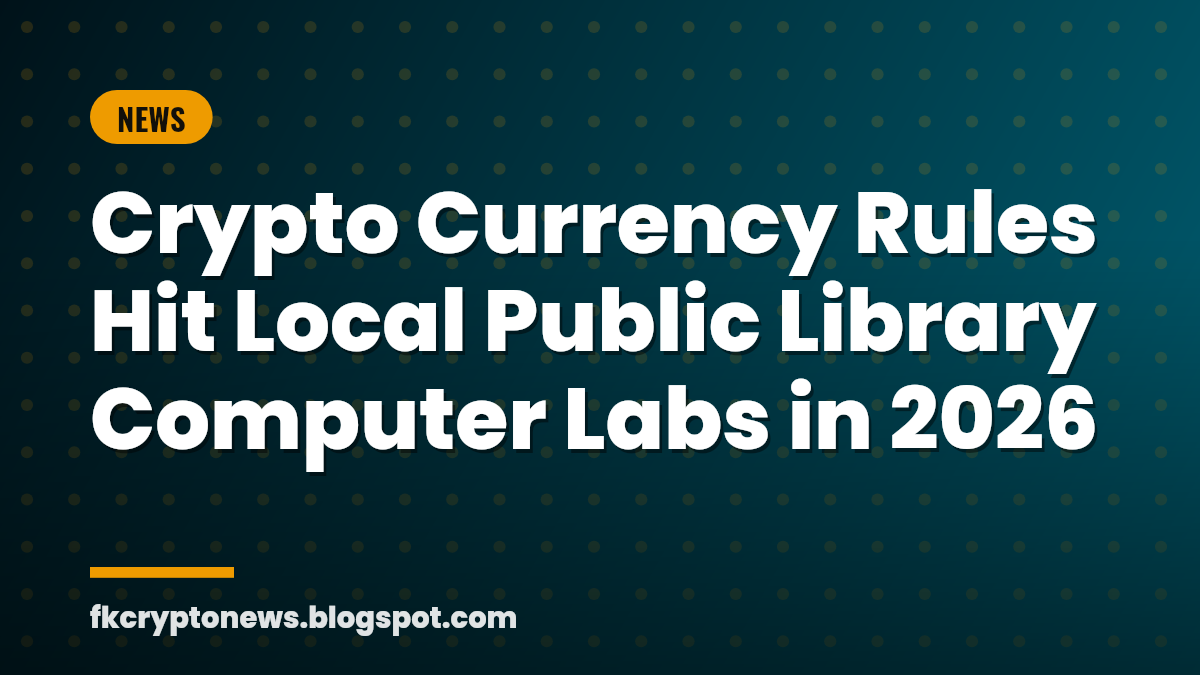 NEWS
Crypto Currency Rules
Hit Local Public Library
Computer Labs in 2026
fkcryptonews.blogspot.com